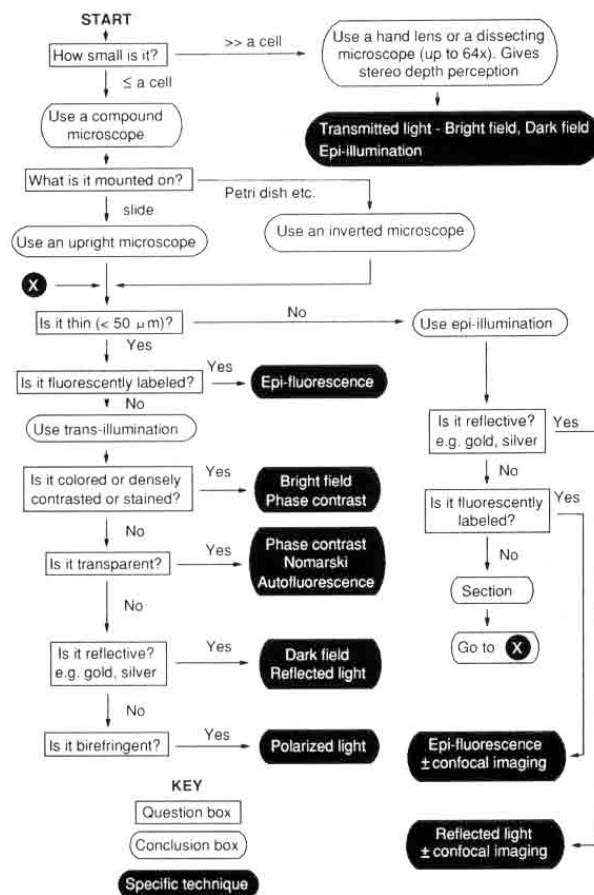 START
How small is it?
>> a cell
Use a hand lens or a dissecting
microscope (up to 64x). Gives
stereo depth perception
≤ a cell
Use a compound
microscope
Transmitted light - Bright field, Dark field
Epi-illumination
What is it mounted on?
Petri dish etc.
slide
Use an upright microscope
Use an inverted microscope
X
Is it thin (< 50 μm)?
No
Use epi-illumination
Yes
Is it fluorescently labeled?
Yes
Epi-fluorescence
No
Use trans-illumination
Is it reflective?
e.g. gold, silver
Yes
No
Is it colored or densely
contrasted or stained?
Yes
Bright field
Phase contrast
Is it fluorescently
labeled?
Yes
No
No
Is it transparent?
Yes
Phase contrast
Nomarski
Autofluorescence
Section
Go to X
No
Is it reflective?
e.g. gold, silver
Yes
Dark field
Reflected light
No
Is it birefringent?
Yes
Polarized light
Epi-fluorescence
± confocal imaging
KEY
Question box
Conclusion box
Specific technique
Reflected light
± confocal imaging